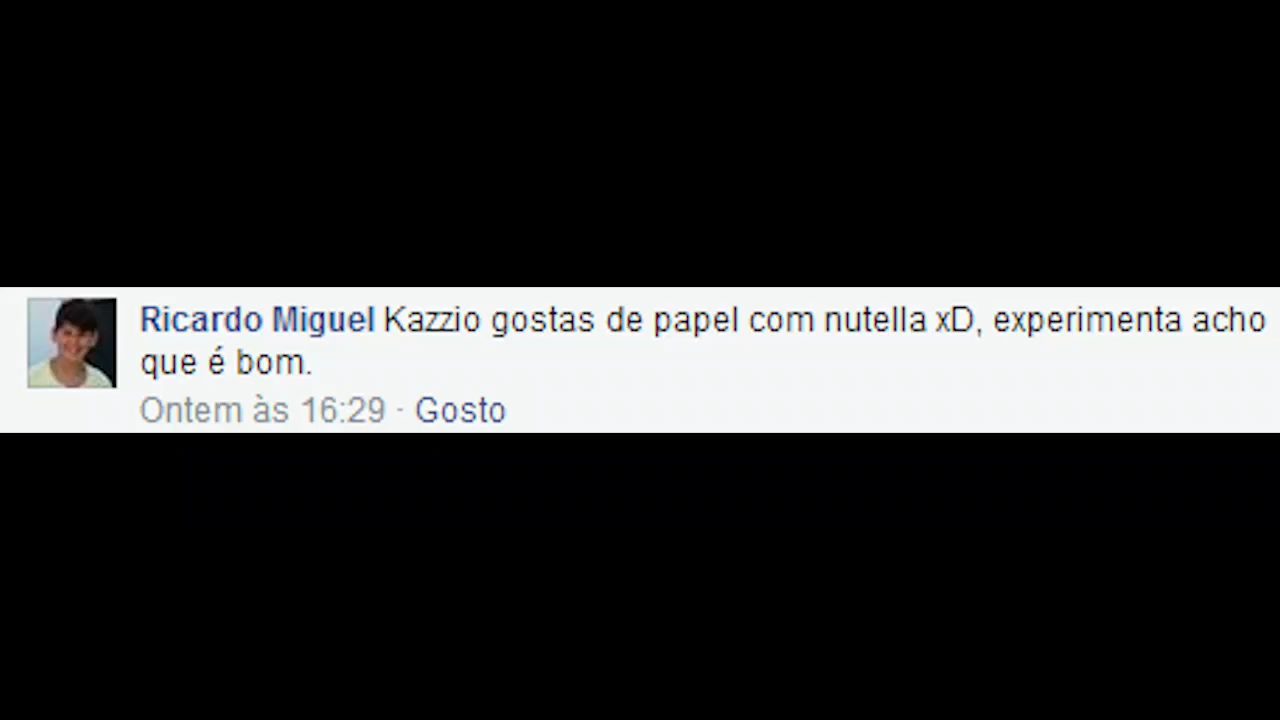 Ricardo Miguel Kazzio gostas de papel com nutella xD, experimenta acho
que é bom.
Ontem às 16:29 · Gosto